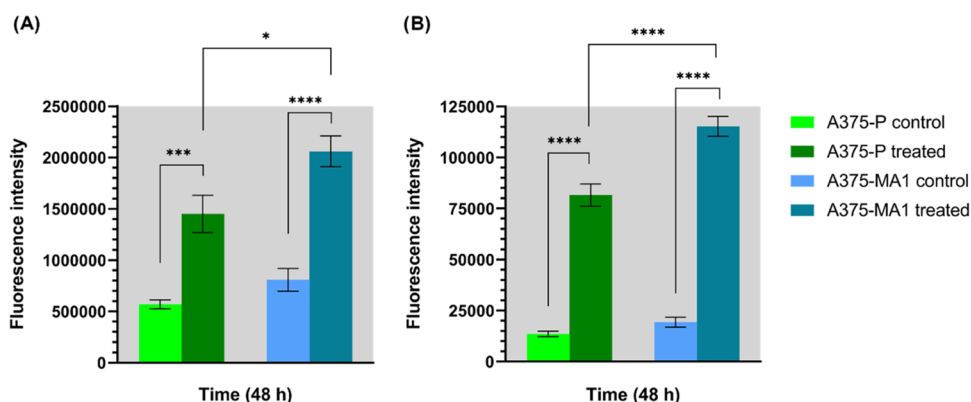 (A)
*
****
***
2500000
2000000
1500000
1000000
500000
0
Fluorescence intensity
Time (48 h)
(B)
****
****
****
125000
100000
75000
50000
25000
0
Fluorescence intensity
Time (48 h)
A375-P control
A375-P treated
A375-MA1 control
A375-MA1 treated